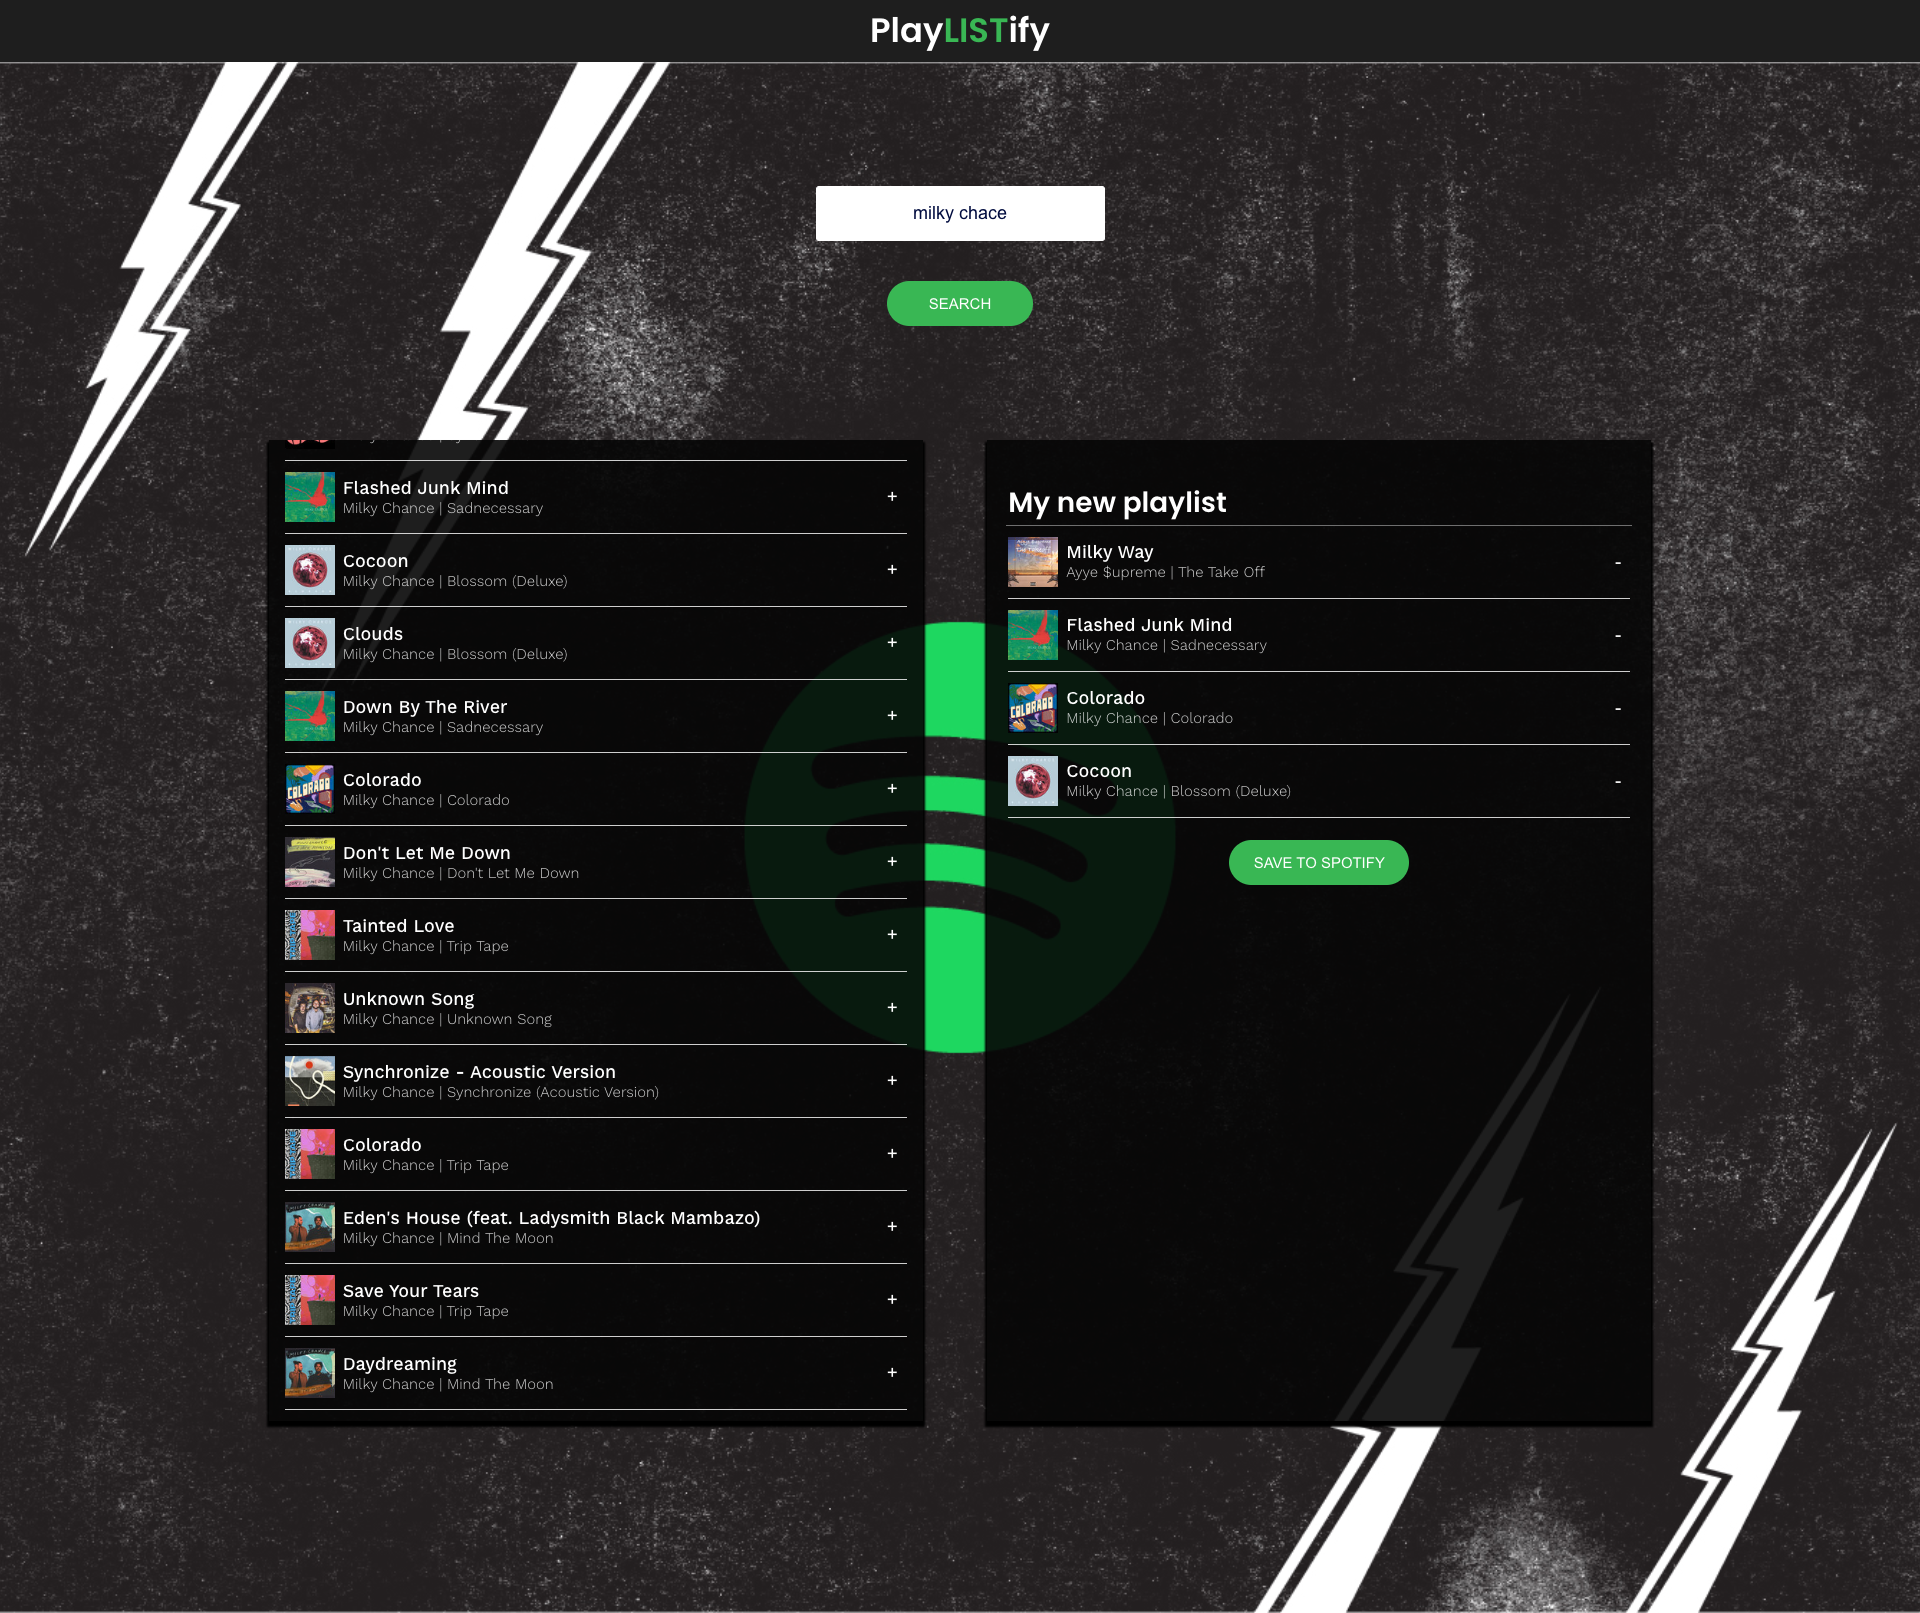 PlayLISTify
milky chace
SEARCH
Flashed Junk Mind
+
Milky Chance | Sadnecessary
Cocoon
+
Milky Chance | Blossom (Deluxe)
Clouds
+
Milky Chance | Blossom (Deluxe)
Down By The River
+
Milky Chance | Sadnecessary
Colorado
+
Milky Chance | Colorado
Don't Let Me Down
+
Milky Chance | Don't Let Me Down
Tainted Love
+
Milky Chance | Trip Tape
Unknown Song
+
Milky Chance | Unknown Song
Synchronize - Acoustic Version
+
Milky Chance | Synchronize (Acoustic Version)
Colorado
+
Milky Chance | Trip Tape
Eden's House (feat. Ladysmith Black Mambazo)
+
Milky Chance | Mind The Moon
Save Your Tears
+
Milky Chance | Trip Tape
Daydreaming
+
Milky Chance | Mind The Moon
My new playlist
Milky Way
-
Ayye $upreme | The Take Off
Flashed Junk Mind
-
Milky Chance | Sadnecessary
Colorado
-
Milky Chance | Colorado
Cocoon
-
Milky Chance | Blossom (Deluxe)
SAVE TO SPOTIFY